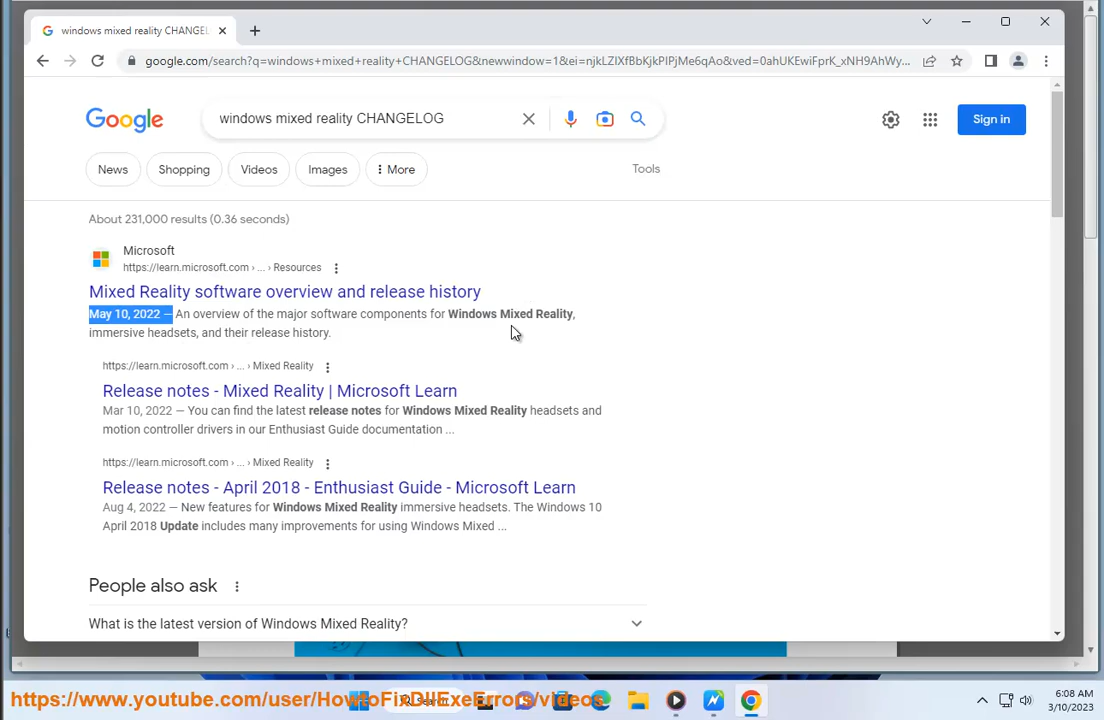 windows mixed reality CHANGEL
google.com/search?q=windows+mixed+reality+CHANGELOG&newwindow=1&ei=njkLZIXfBbKjkPIPjMe6qAo&ved=0ahUKEwiFprK_xNH9AhWy...
Google
windows mixed reality CHANGELOG
Sign in
News
Shopping
Videos
Images
More
Tools
About 231,000 results (0.36 seconds)
Microsoft
https://learn.microsoft.com › ... › Resources
Mixed Reality software overview and release history
May 10, 2022 — An overview of the major software components for Windows Mixed Reality,
immersive headsets, and their release history.
https://learn.microsoft.com › ... › Mixed Reality
Release notes - Mixed Reality | Microsoft Learn
Mar 10, 2022 — You can find the latest release notes for Windows Mixed Reality headsets and
motion controller drivers in our Enthusiast Guide documentation ...
https://learn.microsoft.com › ... › Mixed Reality
Release notes - April 2018 - Enthusiast Guide - Microsoft Learn
Aug 4, 2022 — New features for Windows Mixed Reality immersive headsets. The Windows 10
April 2018 Update includes many improvements for using Windows Mixed ...
People also ask
What is the latest version of Windows Mixed Reality?
https://www.youtube.com/user/HowtoFixDllExeErrors/videos
6:08 AM
3/10/2023